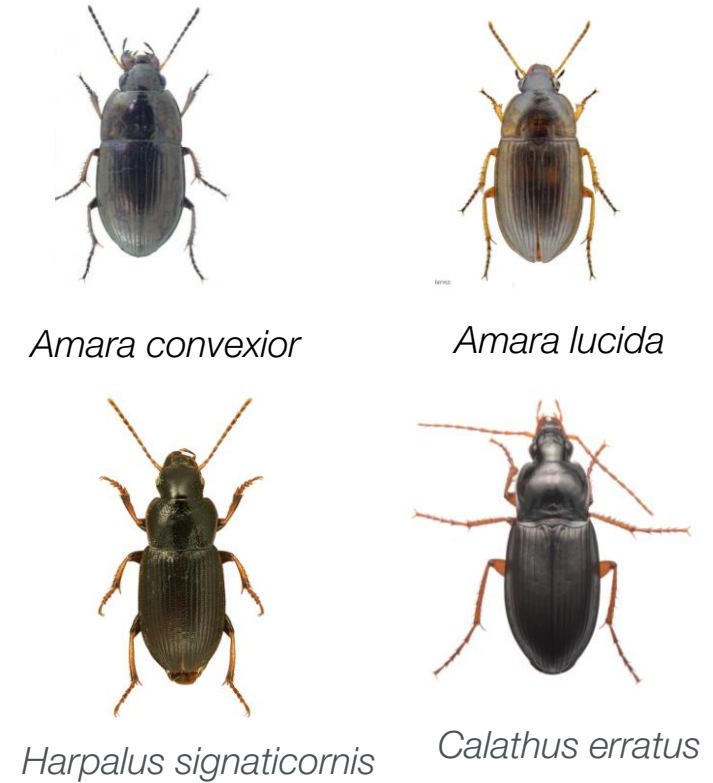 Amara convexior
Amara lucida
Harpalus signaticornis
Calathus erratus